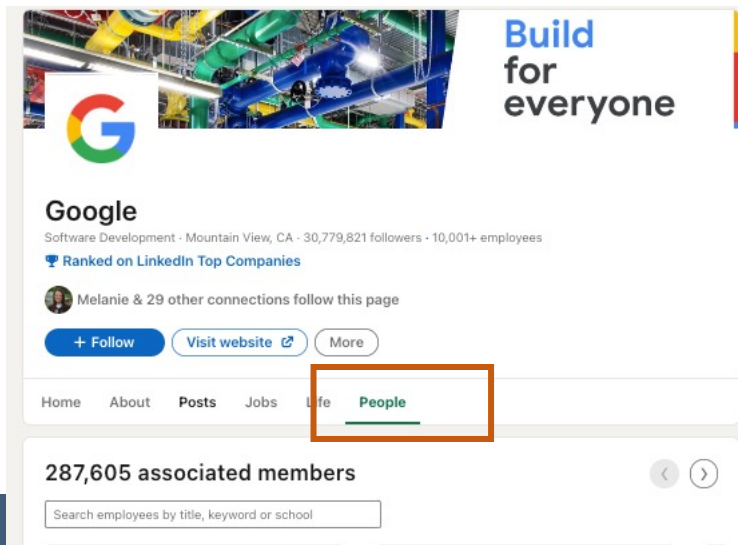 Build
for
everyone
Google
Software Development · Mountain View, CA · 30,779,821 followers · 10,001+ employees
Ranked on LinkedIn Top Companies
Melanie & 29 other connections follow this page
+ Follow Visit website More
Home About Posts Jobs Life People
287,605 associated members
Search employees by title, keyword or school